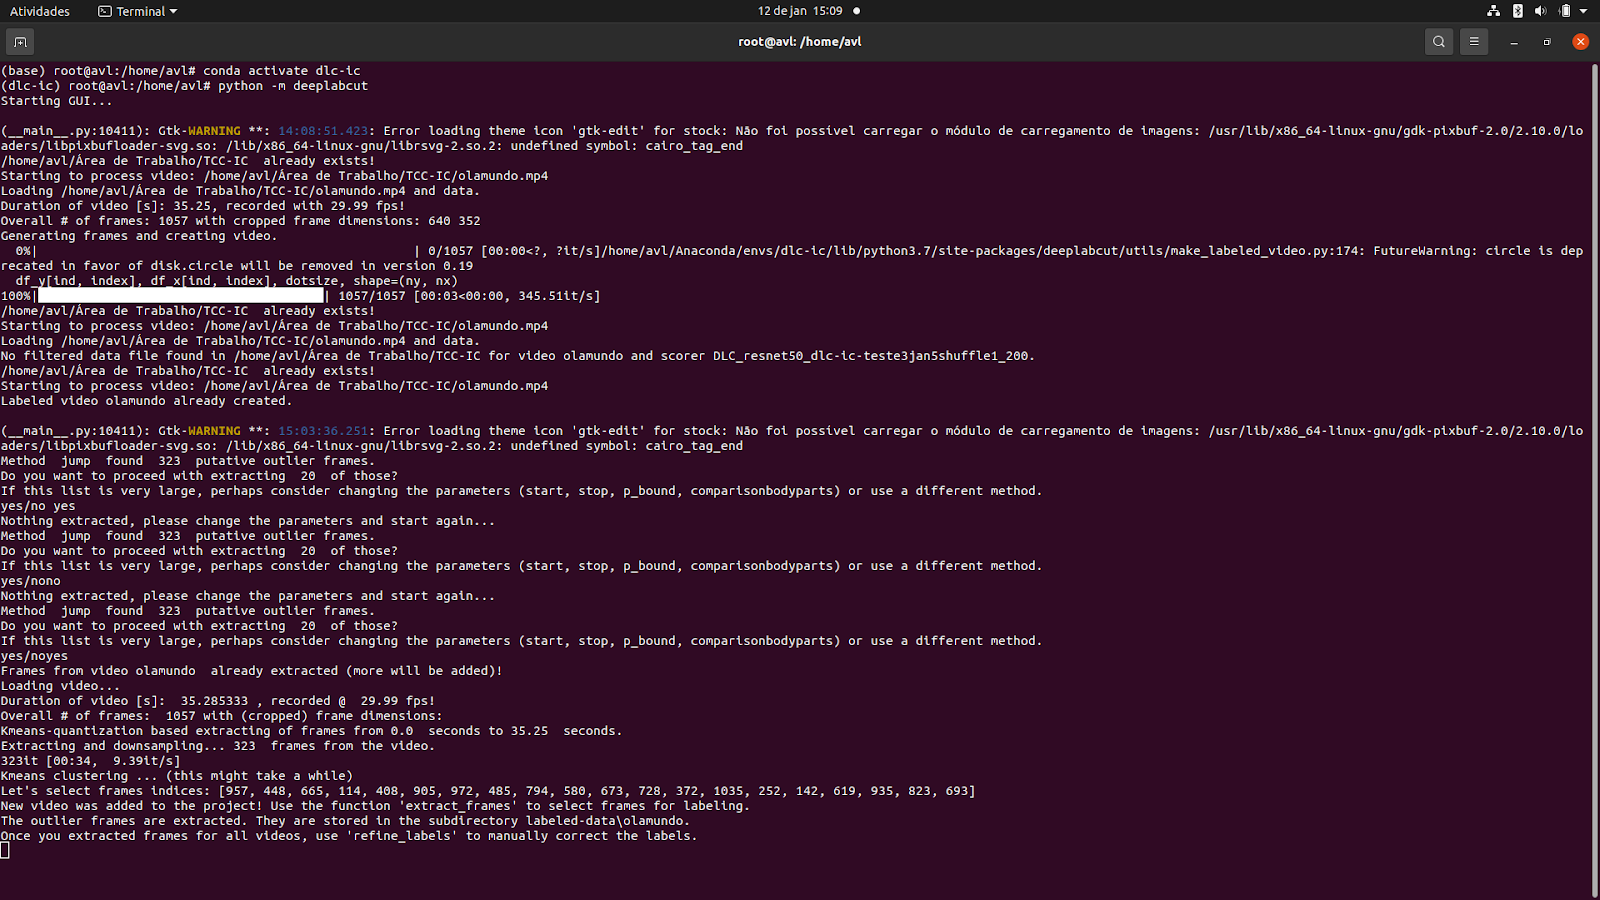 Atividades
Terminal
12 de jan  15:09
root@avl: /home/avl
(base) root@avl:/home/avl# conda activate dlc-ic
(dlc-ic) root@avl:/home/avl# python -m deeplabcut
Starting GUI...
(__main__.py:10411): Gtk-WARNING **: 14:08:51.423: Error loading theme icon 'gtk-edit' for stock: Não foi possível carregar o módulo de carregamento de imagens: /usr/lib/x86_64-linux-gnu/gdk-pixbuf-2.0/2.10.0/lo
aders/libpixbufloader-svg.so: /lib/x86_64-linux-gnu/librsvg-2.so.2: undefined symbol: cairo_tag_end
/home/avl/Área de Trabalho/TCC-IC  already exists!
Starting to process video: /home/avl/Área de Trabalho/TCC-IC/olamundo.mp4
Loading /home/avl/Área de Trabalho/TCC-IC/olamundo.mp4 and data.
Duration of video [s]: 35.25, recorded with 29.99 fps!
Overall # of frames: 1057 with cropped frame dimensions: 640 352
Generating frames and creating video.
  0%|                                                  | 0/1057 [00:00<?, ?it/s]/home/avl/Anaconda/envs/dlc-ic/lib/python3.7/site-packages/deeplabcut/utils/make_labeled_video.py:174: FutureWarning: circle is dep
recated in favor of disk.circle will be removed in version 0.19
  df_y[ind, index], df_x[ind, index], dotsize, shape=(ny, nx)
100%|                                      | 1057/1057 [00:03<00:00, 345.51it/s]
/home/avl/Área de Trabalho/TCC-IC  already exists!
Starting to process video: /home/avl/Área de Trabalho/TCC-IC/olamundo.mp4
Loading /home/avl/Área de Trabalho/TCC-IC/olamundo.mp4 and data.
No filtered data file found in /home/avl/Área de Trabalho/TCC-IC for video olamundo and scorer DLC_resnet50_dlc-ic-teste3jan5shuffle1_200.
/home/avl/Área de Trabalho/TCC-IC  already exists!
Starting to process video: /home/avl/Área de Trabalho/TCC-IC/olamundo.mp4
Labeled video olamundo already created.
(__main__.py:10411): Gtk-WARNING **: 15:03:36.251: Error loading theme icon 'gtk-edit' for stock: Não foi possível carregar o módulo de carregamento de imagens: /usr/lib/x86_64-linux-gnu/gdk-pixbuf-2.0/2.10.0/lo
aders/libpixbufloader-svg.so: /lib/x86_64-linux-gnu/librsvg-2.so.2: undefined symbol: cairo_tag_end
Method  jump  found  323  putative outlier frames.
Do you want to proceed with extracting  20  of those?
If this list is very large, perhaps consider changing the parameters (start, stop, p_bound, comparisonbodyparts) or use a different method.
yes/no yes
Nothing extracted, please change the parameters and start again...
Method  jump  found  323  putative outlier frames.
Do you want to proceed with extracting  20  of those?
If this list is very large, perhaps consider changing the parameters (start, stop, p_bound, comparisonbodyparts) or use a different method.
yes/nono
Nothing extracted, please change the parameters and start again...
Method  jump  found  323  putative outlier frames.
Do you want to proceed with extracting  20  of those?
If this list is very large, perhaps consider changing the parameters (start, stop, p_bound, comparisonbodyparts) or use a different method.
yes/noyes
Frames from video olamundo  already extracted (more will be added)!
Loading video...
Duration of video [s]:  35.285333 , recorded @  29.99 fps!
Overall # of frames:  1057 with (cropped) frame dimensions:
Kmeans-quantization based extracting of frames from 0.0  seconds to 35.25  seconds.
Extracting and downsampling... 323  frames from the video.
323it [00:34,  9.39it/s]
Kmeans clustering ... (this might take a while)
Let's select frames indices: [957, 448, 665, 114, 408, 905, 972, 485, 794, 580, 673, 728, 372, 1035, 252, 142, 619, 935, 823, 693]
New video was added to the project! Use the function 'extract_frames' to select frames for labeling.
The outlier frames are extracted. They are stored in the subdirectory labeled-data\olamundo.
Once you extracted frames for all videos, use 'refine_labels' to manually correct the labels.